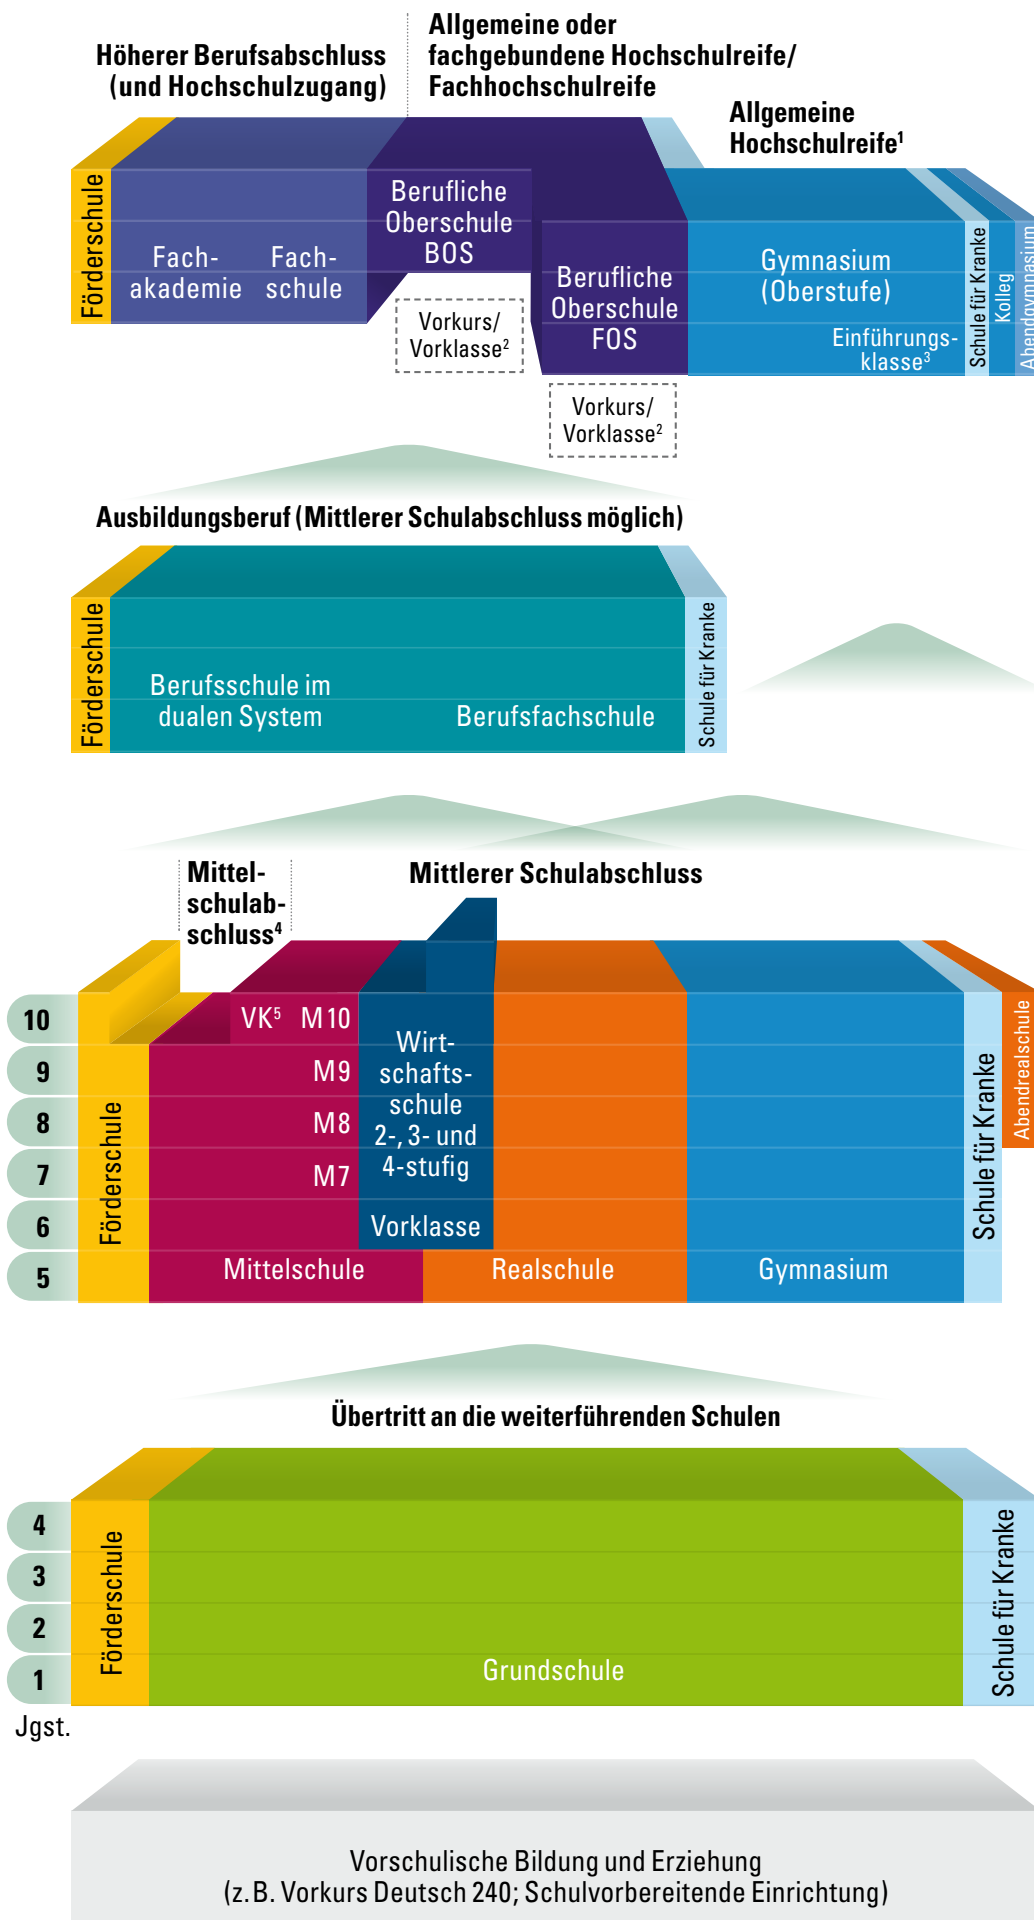 Höherer Berufsabschluss
(und Hochschulzugang)
Allgemeine oder
fachgebundene Hochschulreife/
Fachhochschulreife
Allgemeine
Hochschulreife¹
Förderschule
Fach-
akademie
Fach-
schule
Berufliche
Oberschule
BOS
Vorkurs/
Vorklasse²
Berufliche
Oberschule
FOS
Vorkurs/
Vorklasse²
Gymnasium
(Oberstufe)
Einführungs-
klasse³
Schule für Kranke
Kolleg
Abendgymnasium
Ausbildungsberuf (Mittlerer Schulabschluss möglich)
Förderschule
Berufsschule im
dualen System
Berufsfachschule
Schule für Kranke
Mittel-
schulab-
schluss⁴
Mittlerer Schulabschluss
10
9
8
7
6
5
Förderschule
VK⁵ M10
M9
M8
M7
Mittelschule
Wirt-
schafts-
schule
2-, 3- und
4-stufig
Vorklasse
Realschule
Gymnasium
Schule für Kranke
Abendrealschule
Übertritt an die weiterführenden Schulen
4
3
2
1
Jgst.
Förderschule
Grundschule
Schule für Kranke
Vorschulische Bildung und Erziehung
(z. B. Vorkurs Deutsch 240; Schulvorbereitende Einrichtung)